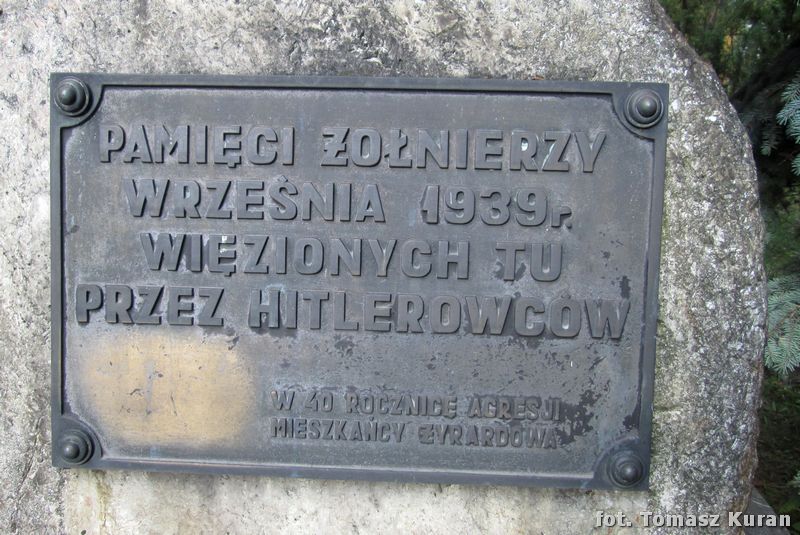 PAMIĘCI ŻOŁNIERZY
WRZEŚNIA 1939r.
WIĘZIONYCH TU
PRZEZ HITLEROWCÓW
W 40 ROCZNICĘ AGRESJI
MIESZKAŃCY ŻYRARDOWA
fot. Tomasz Kuran